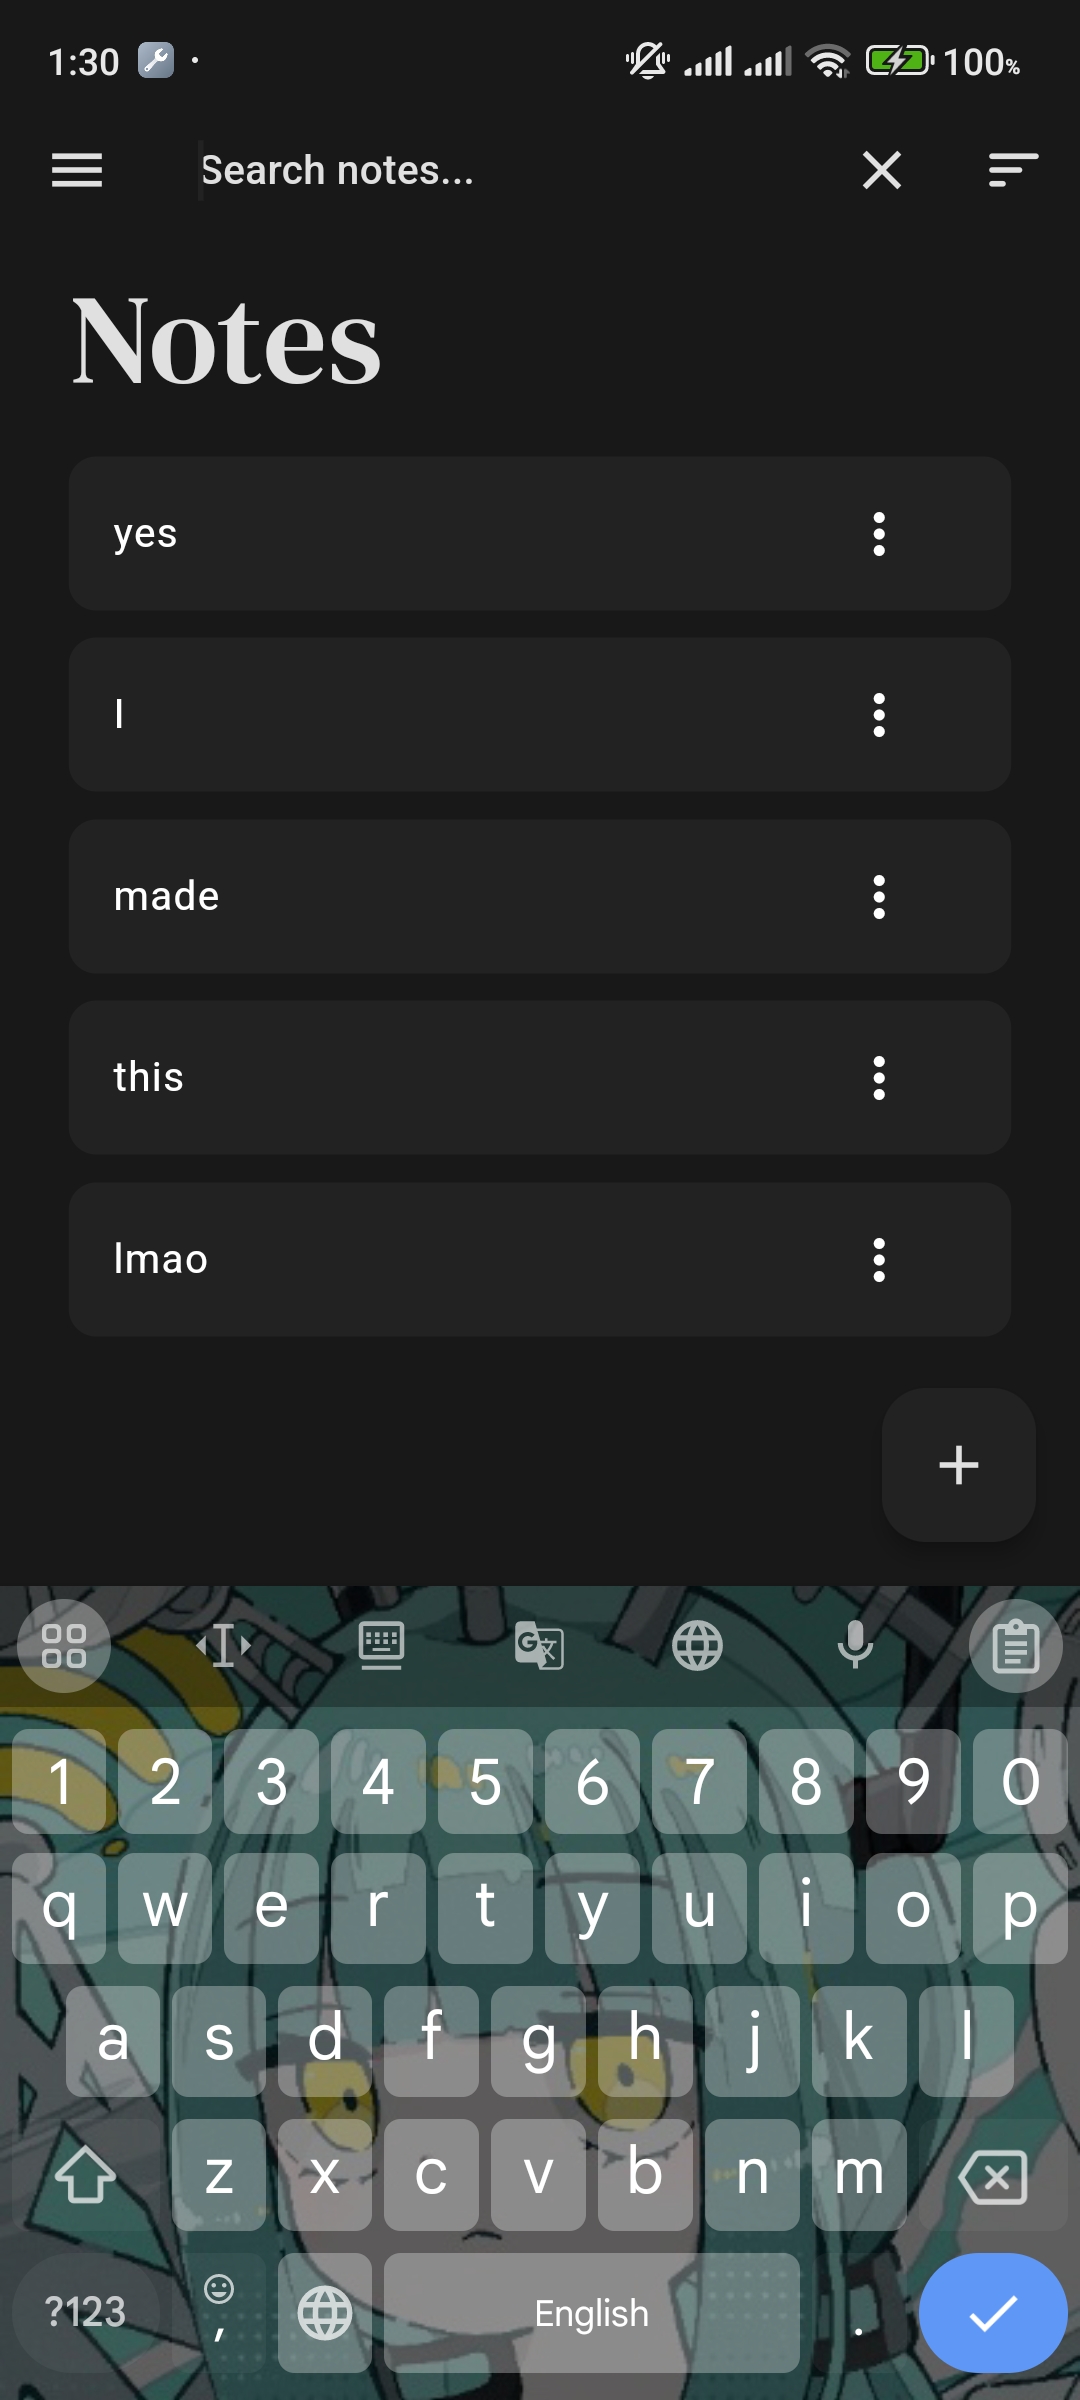 1:30 100%
Search notes...
Notes
yes
I
made
this
lmao
1 2 3 4 5 6 7 8 9 0
q w e r t y u i o p
a s d f g h j k l
z x c v b n m
?123 , English .